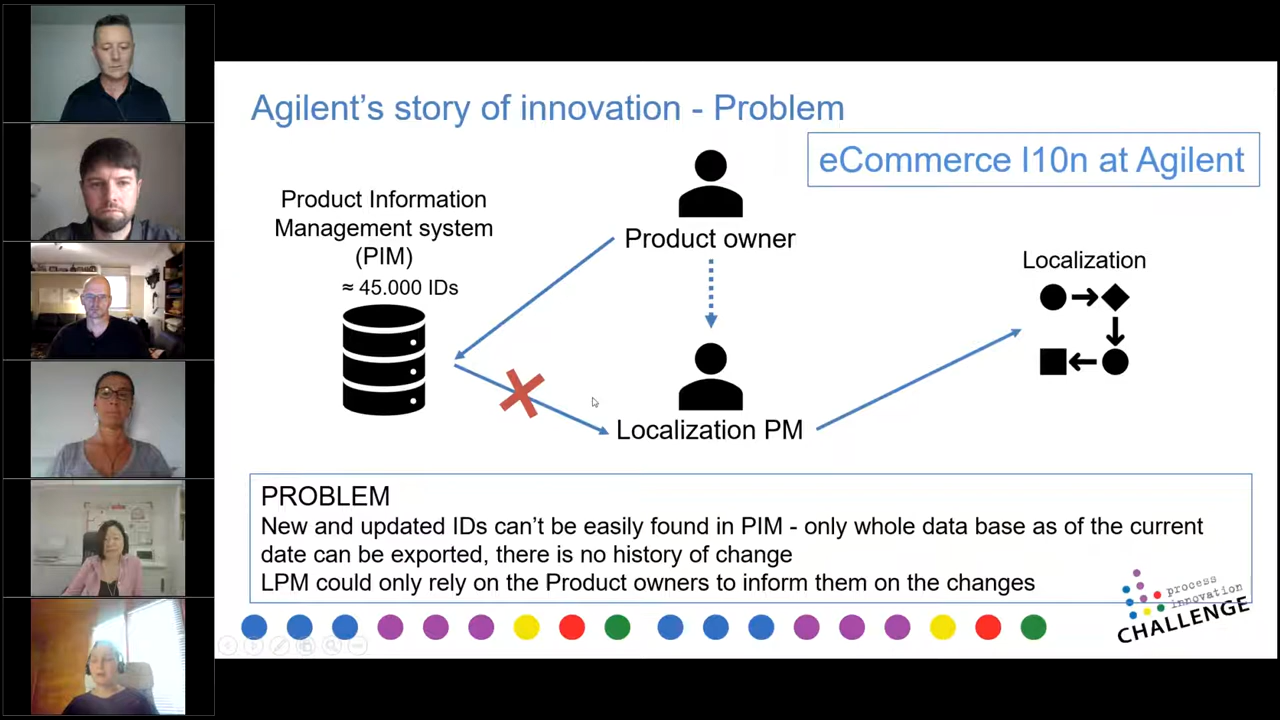 Agilent’s story of innovation - Problem
eCommerce l10n at Agilent
Product Information
Management system
(PIM)
≈ 45.000 IDs
Product owner
Localization
Localization PM
PROBLEM
New and updated IDs can’t be easily found in PIM - only whole data base as of the current
date can be exported, there is no history of change
LPM could only rely on the Product owners to inform them on the changes
process
innovation
CHALLENGE